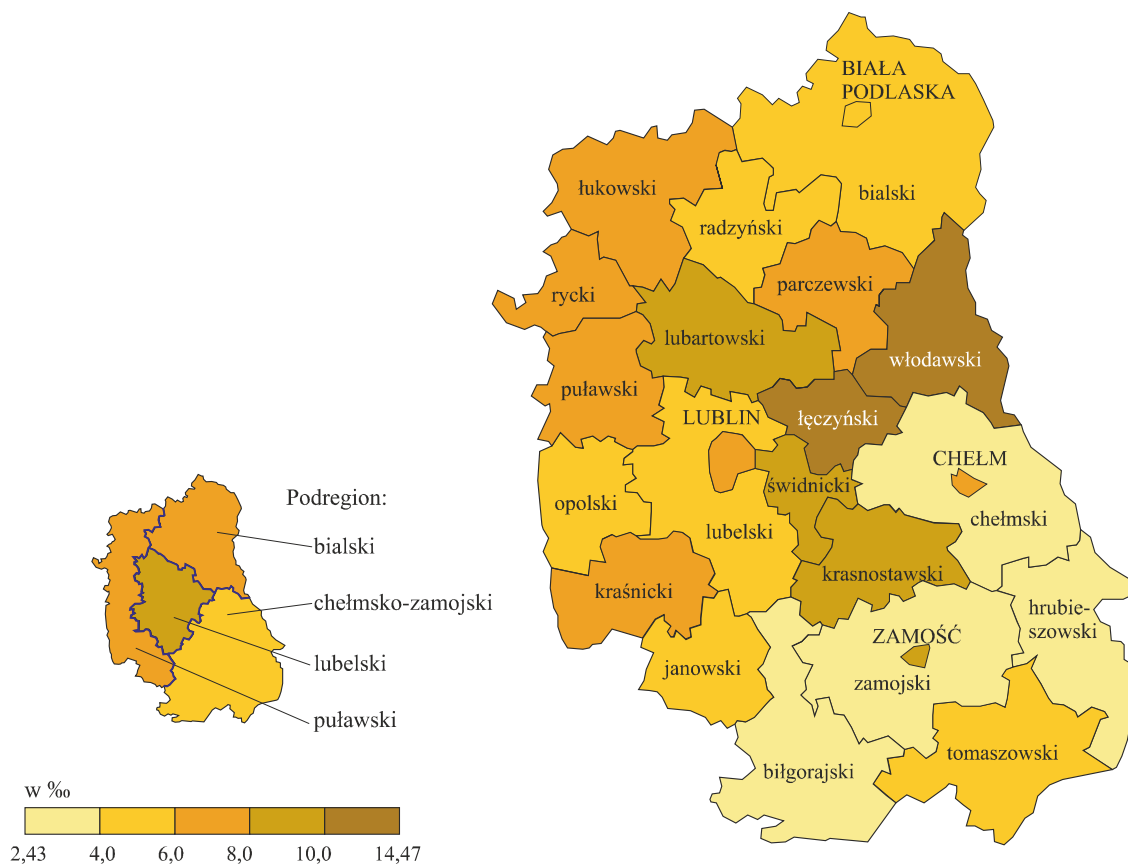 BIAŁA
PODLASKA
łukowski
bialski
radzyński
rycki
parczewski
lubartowski
włodawski
puławski
LUBLIN
łęczyński
CHEŁM
świdnicki
opolski
chełmski
lubelski
krasnostawski
kraśnicki
hrubie-
szowski
ZAMOŚĆ
janowski
zamojski
tomaszowski
biłgorajski
Podregion:
bialski
chełmsko-zamojski
lubelski
puławski
w ‰
2,43 4,0 6,0 8,0 10,0 14,47